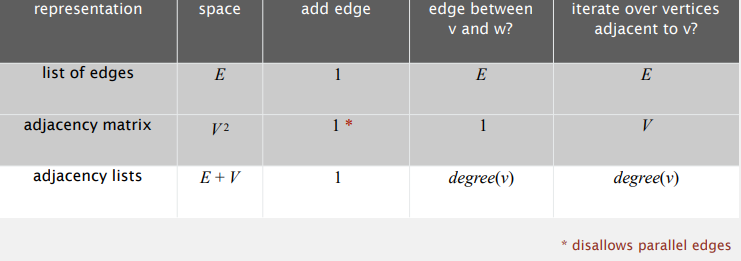 representation space add edge edge between v and w? iterate over vertices adjacent to v?
list of edges E 1 E E
adjacency matrix V² 1 * 1 V
adjacency lists E + V 1 degree(v) degree(v)
* disallows parallel edges